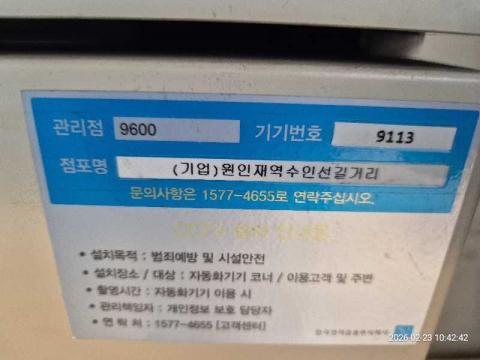 관리점 9600 기기번호 9113
점포명 (기업)원인재역수인선길거리
문의사항은 1577-4655로 연락주십시오.
CCTV 설치 안내문
• 설치목적 : 범죄예방 및 시설안전
• 설치장소 / 대상 : 자동화기기 코너 / 이용고객 및 주변
• 촬영시간 : 자동화기기 이용 시
• 관리책임자 : 개인정보 보호 담당자
• 연 락 처 : 1577-4655 [고객센터]
2026-02-23 10:42:42